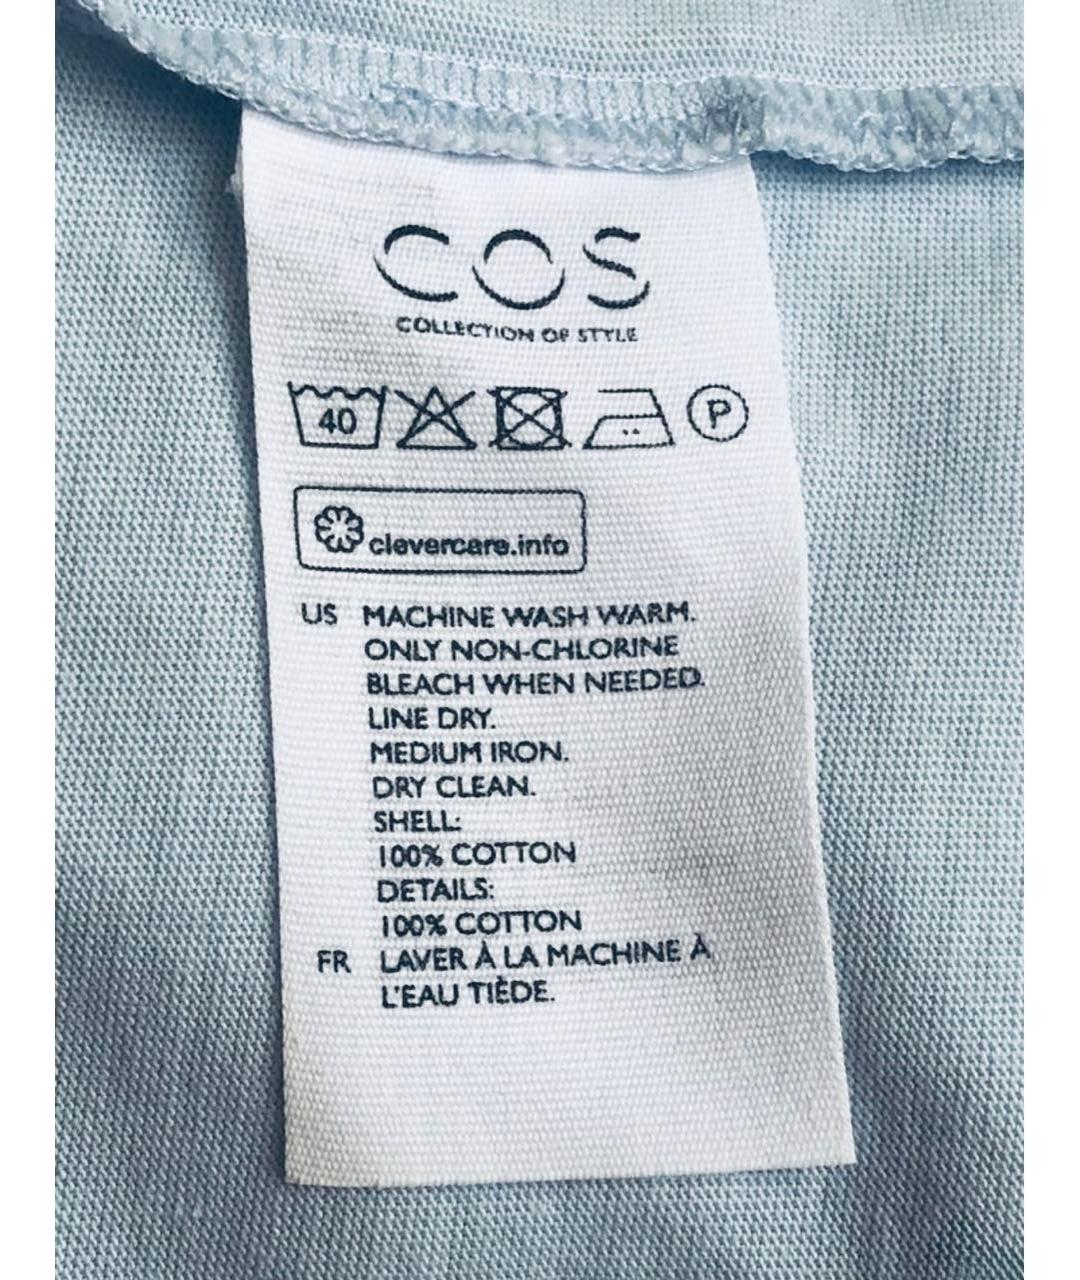 COS
COLLECTION OF STYLE
40 P
clevercare.info
US MACHINE WASH WARM.
ONLY NON-CHLORINE
BLEACH WHEN NEEDED.
LINE DRY.
MEDIUM IRON.
DRY CLEAN.
SHELL:
100% COTTON
DETAILS:
100% COTTON
FR LAVER À LA MACHINE À
L'EAU TIÈDE.